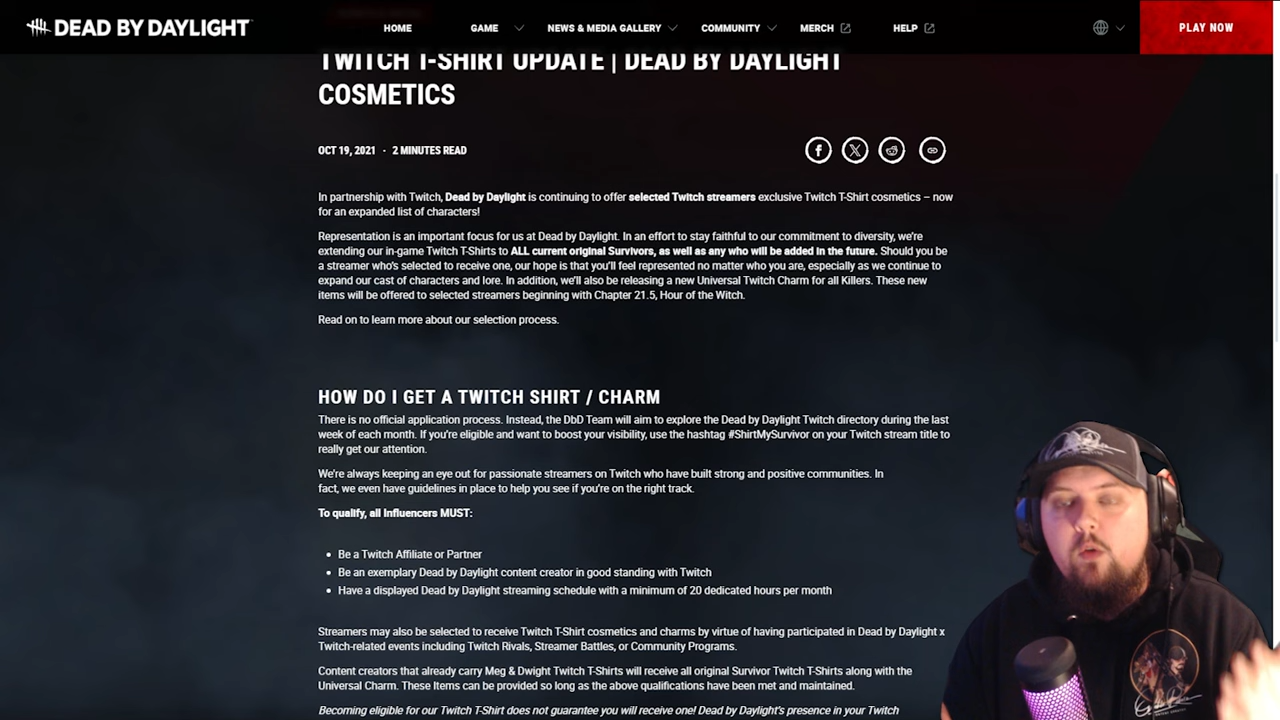 DEAD BY DAYLIGHT
HOME
GAME
NEWS & MEDIA GALLERY
COMMUNITY
MERCH
HELP
PLAY NOW
TWITCH T-SHIRT UPDATE | DEAD BY DAYLIGHT
COSMETICS
OCT 19, 2021 · 2 MINUTES READ
In partnership with Twitch, Dead by Daylight is continuing to offer selected Twitch streamers exclusive Twitch T-Shirt cosmetics – now
for an expanded list of characters!
Representation is an important focus for us at Dead by Daylight. In an effort to stay faithful to our commitment to diversity, we're
extending our in-game Twitch T-Shirts to ALL current original Survivors, as well as any who will be added in the future. Should you be
a streamer who's selected to receive one, our hope is that you'll feel represented no matter who you are, especially as we continue to
expand our cast of characters and lore. In addition, we'll also be releasing a new Universal Twitch Charm for all Killers. These new
items will be offered to selected streamers beginning with Chapter 21.5, Hour of the Witch.
Read on to learn more about our selection process.
HOW DO I GET A TWITCH SHIRT / CHARM
There is no official application process. Instead, the DbD Team will aim to explore the Dead by Daylight Twitch directory during the last
week of each month. If you're eligible and want to boost your visibility, use the hashtag #ShirtMySurvivor on your Twitch stream title to
really get our attention.
We're always keeping an eye out for passionate streamers on Twitch who have built strong and positive communities. In
fact, we even have guidelines in place to help you see if you're on the right track.
To qualify, all Influencers MUST:
• Be a Twitch Affiliate or Partner
• Be an exemplary Dead by Daylight content creator in good standing with Twitch
• Have a displayed Dead by Daylight streaming schedule with a minimum of 20 dedicated hours per month
Streamers may also be selected to receive Twitch T-Shirt cosmetics and charms by virtue of having participated in Dead by Daylight x
Twitch-related events including Twitch Rivals, Streamer Battles, or Community Programs.
Content creators that already carry Meg & Dwight Twitch T-Shirts will receive all original Survivor Twitch T-Shirts along with the
Universal Charm. These Items can be provided so long as the above qualifications have been met and maintained.
Becoming eligible for our Twitch T-Shirt does not guarantee you will receive one! Dead by Daylight's presence in your Twitch